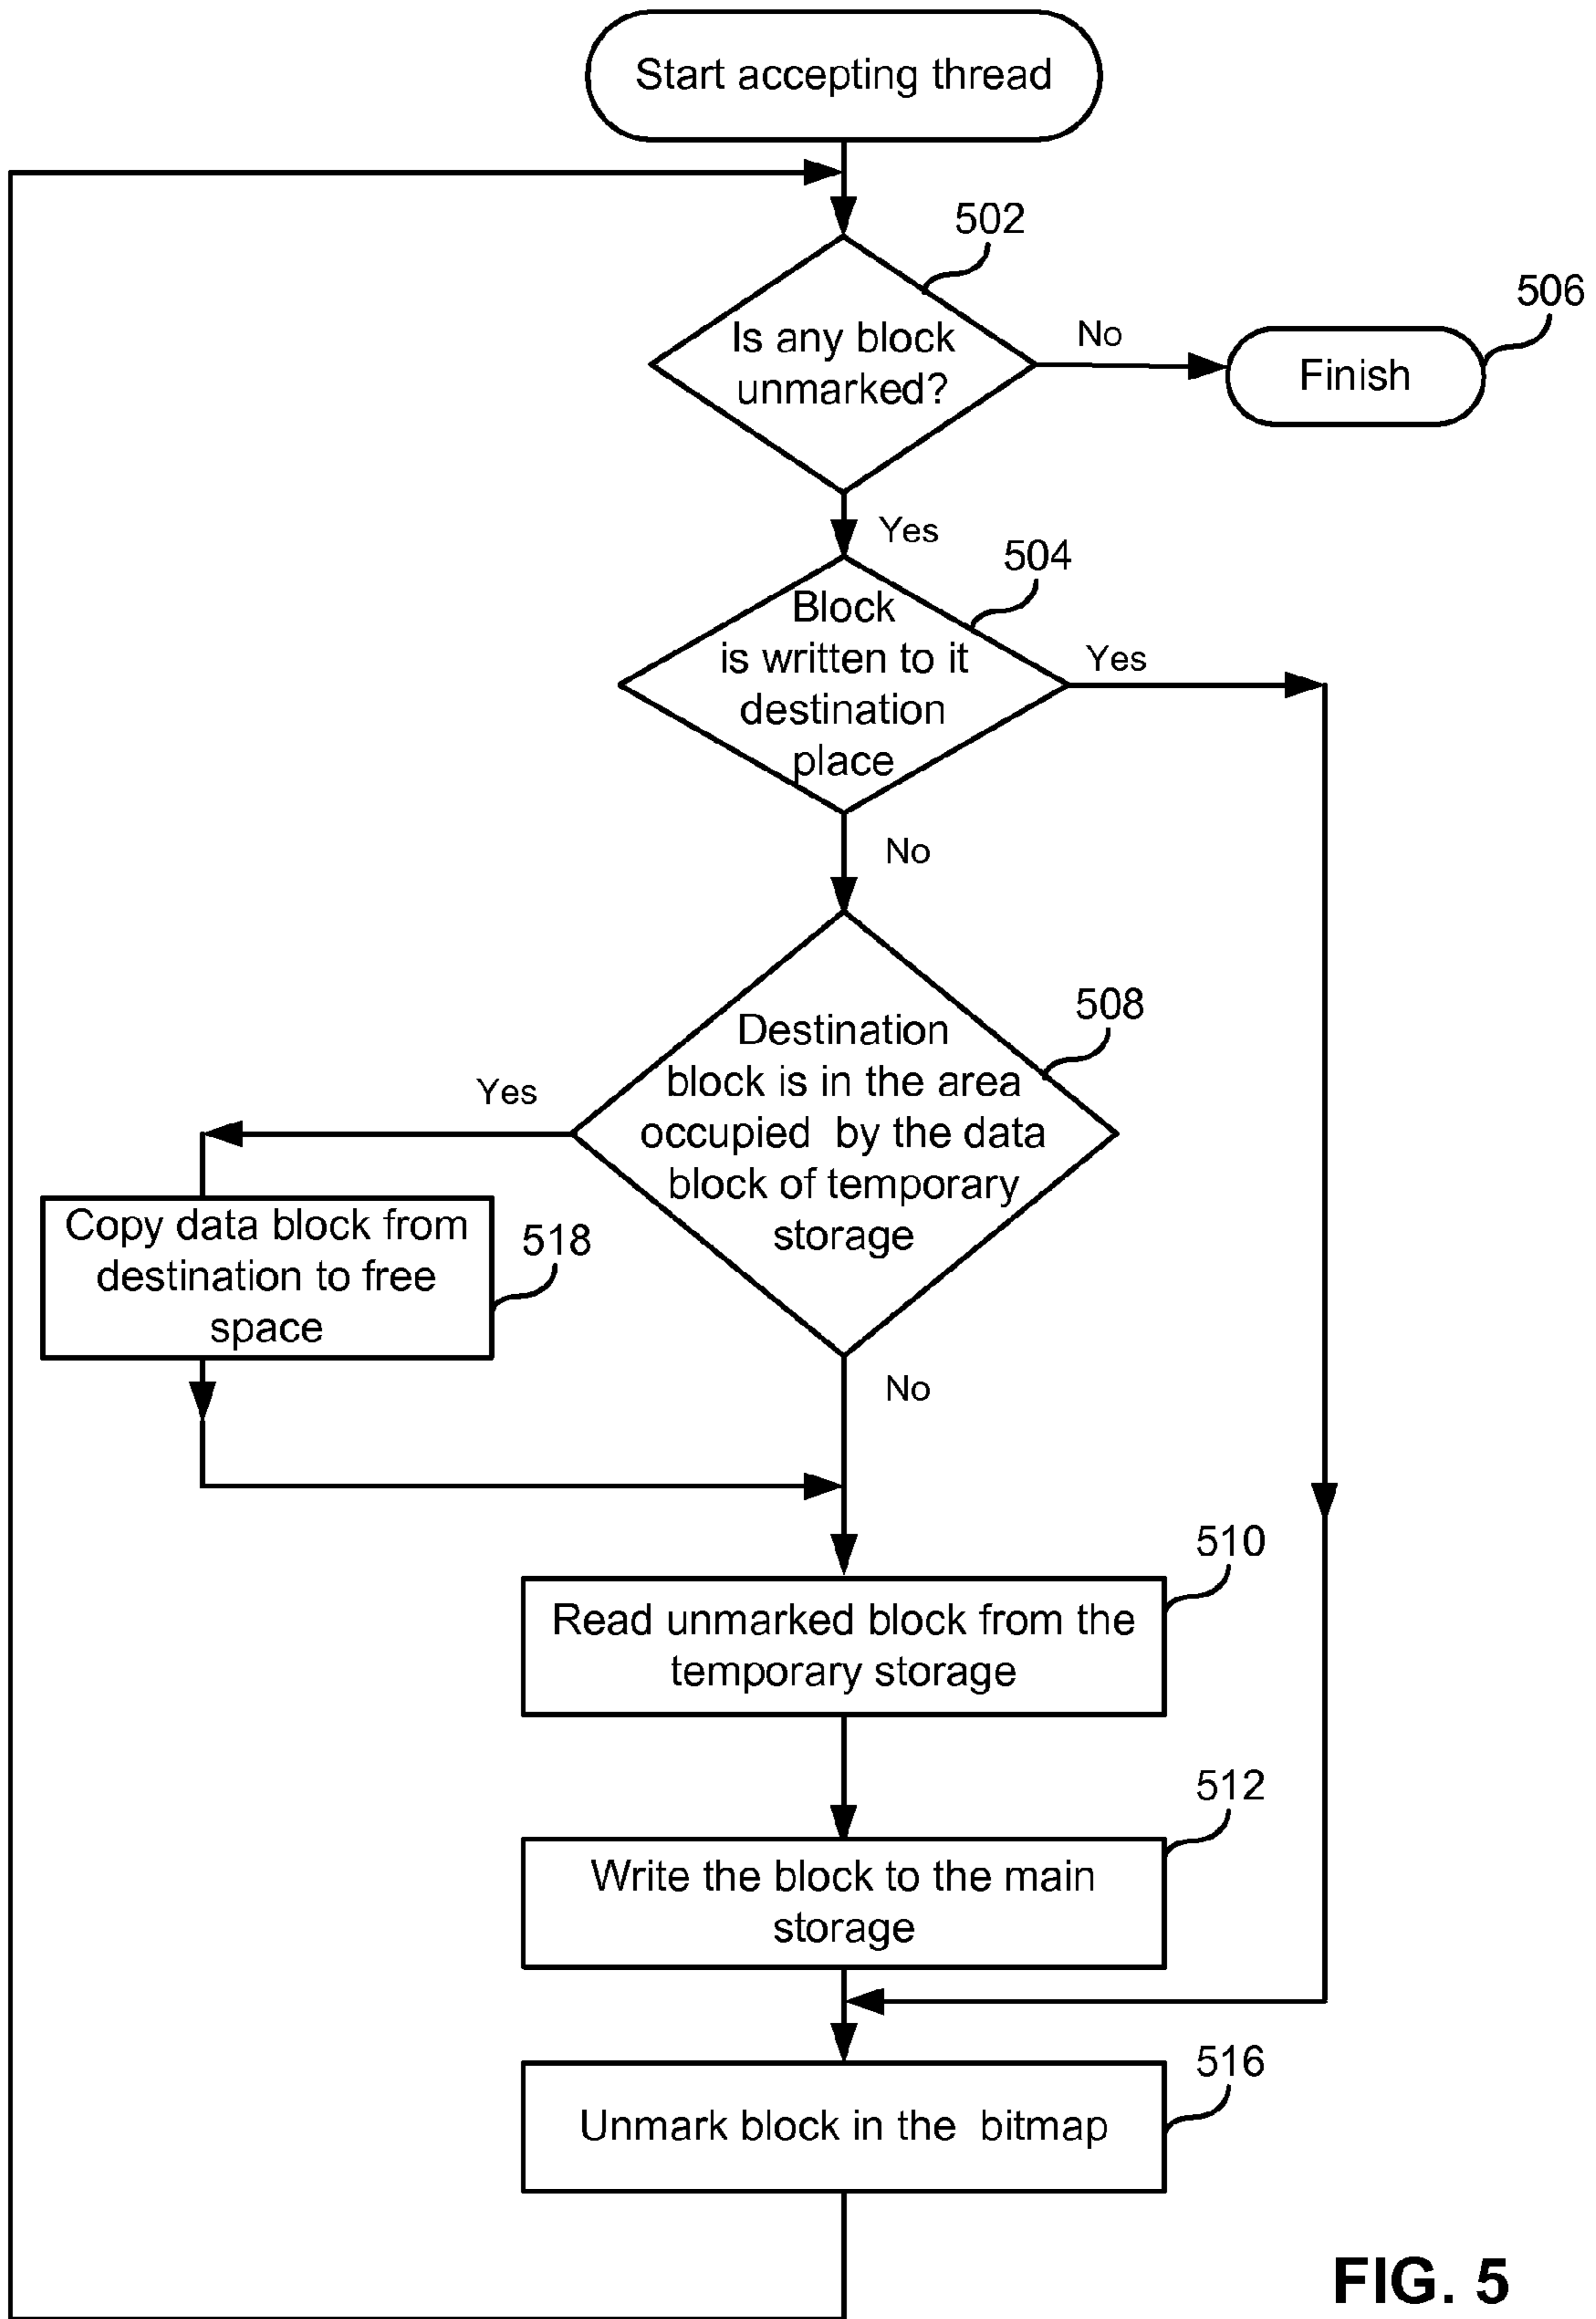 Start accepting thread
502
506
Is any block
unmarked?
No
Finish
Yes
504
Block
is written to it
destination
place
Yes
No
508
Destination
block is in the area
occupied by the data
block of temporary
storage
Yes
Copy data block from
destination to free
space
518
No
510
Read unmarked block from the
temporary storage
512
Write the block to the main
storage
516
Unmark block in the bitmap
FIG. 5